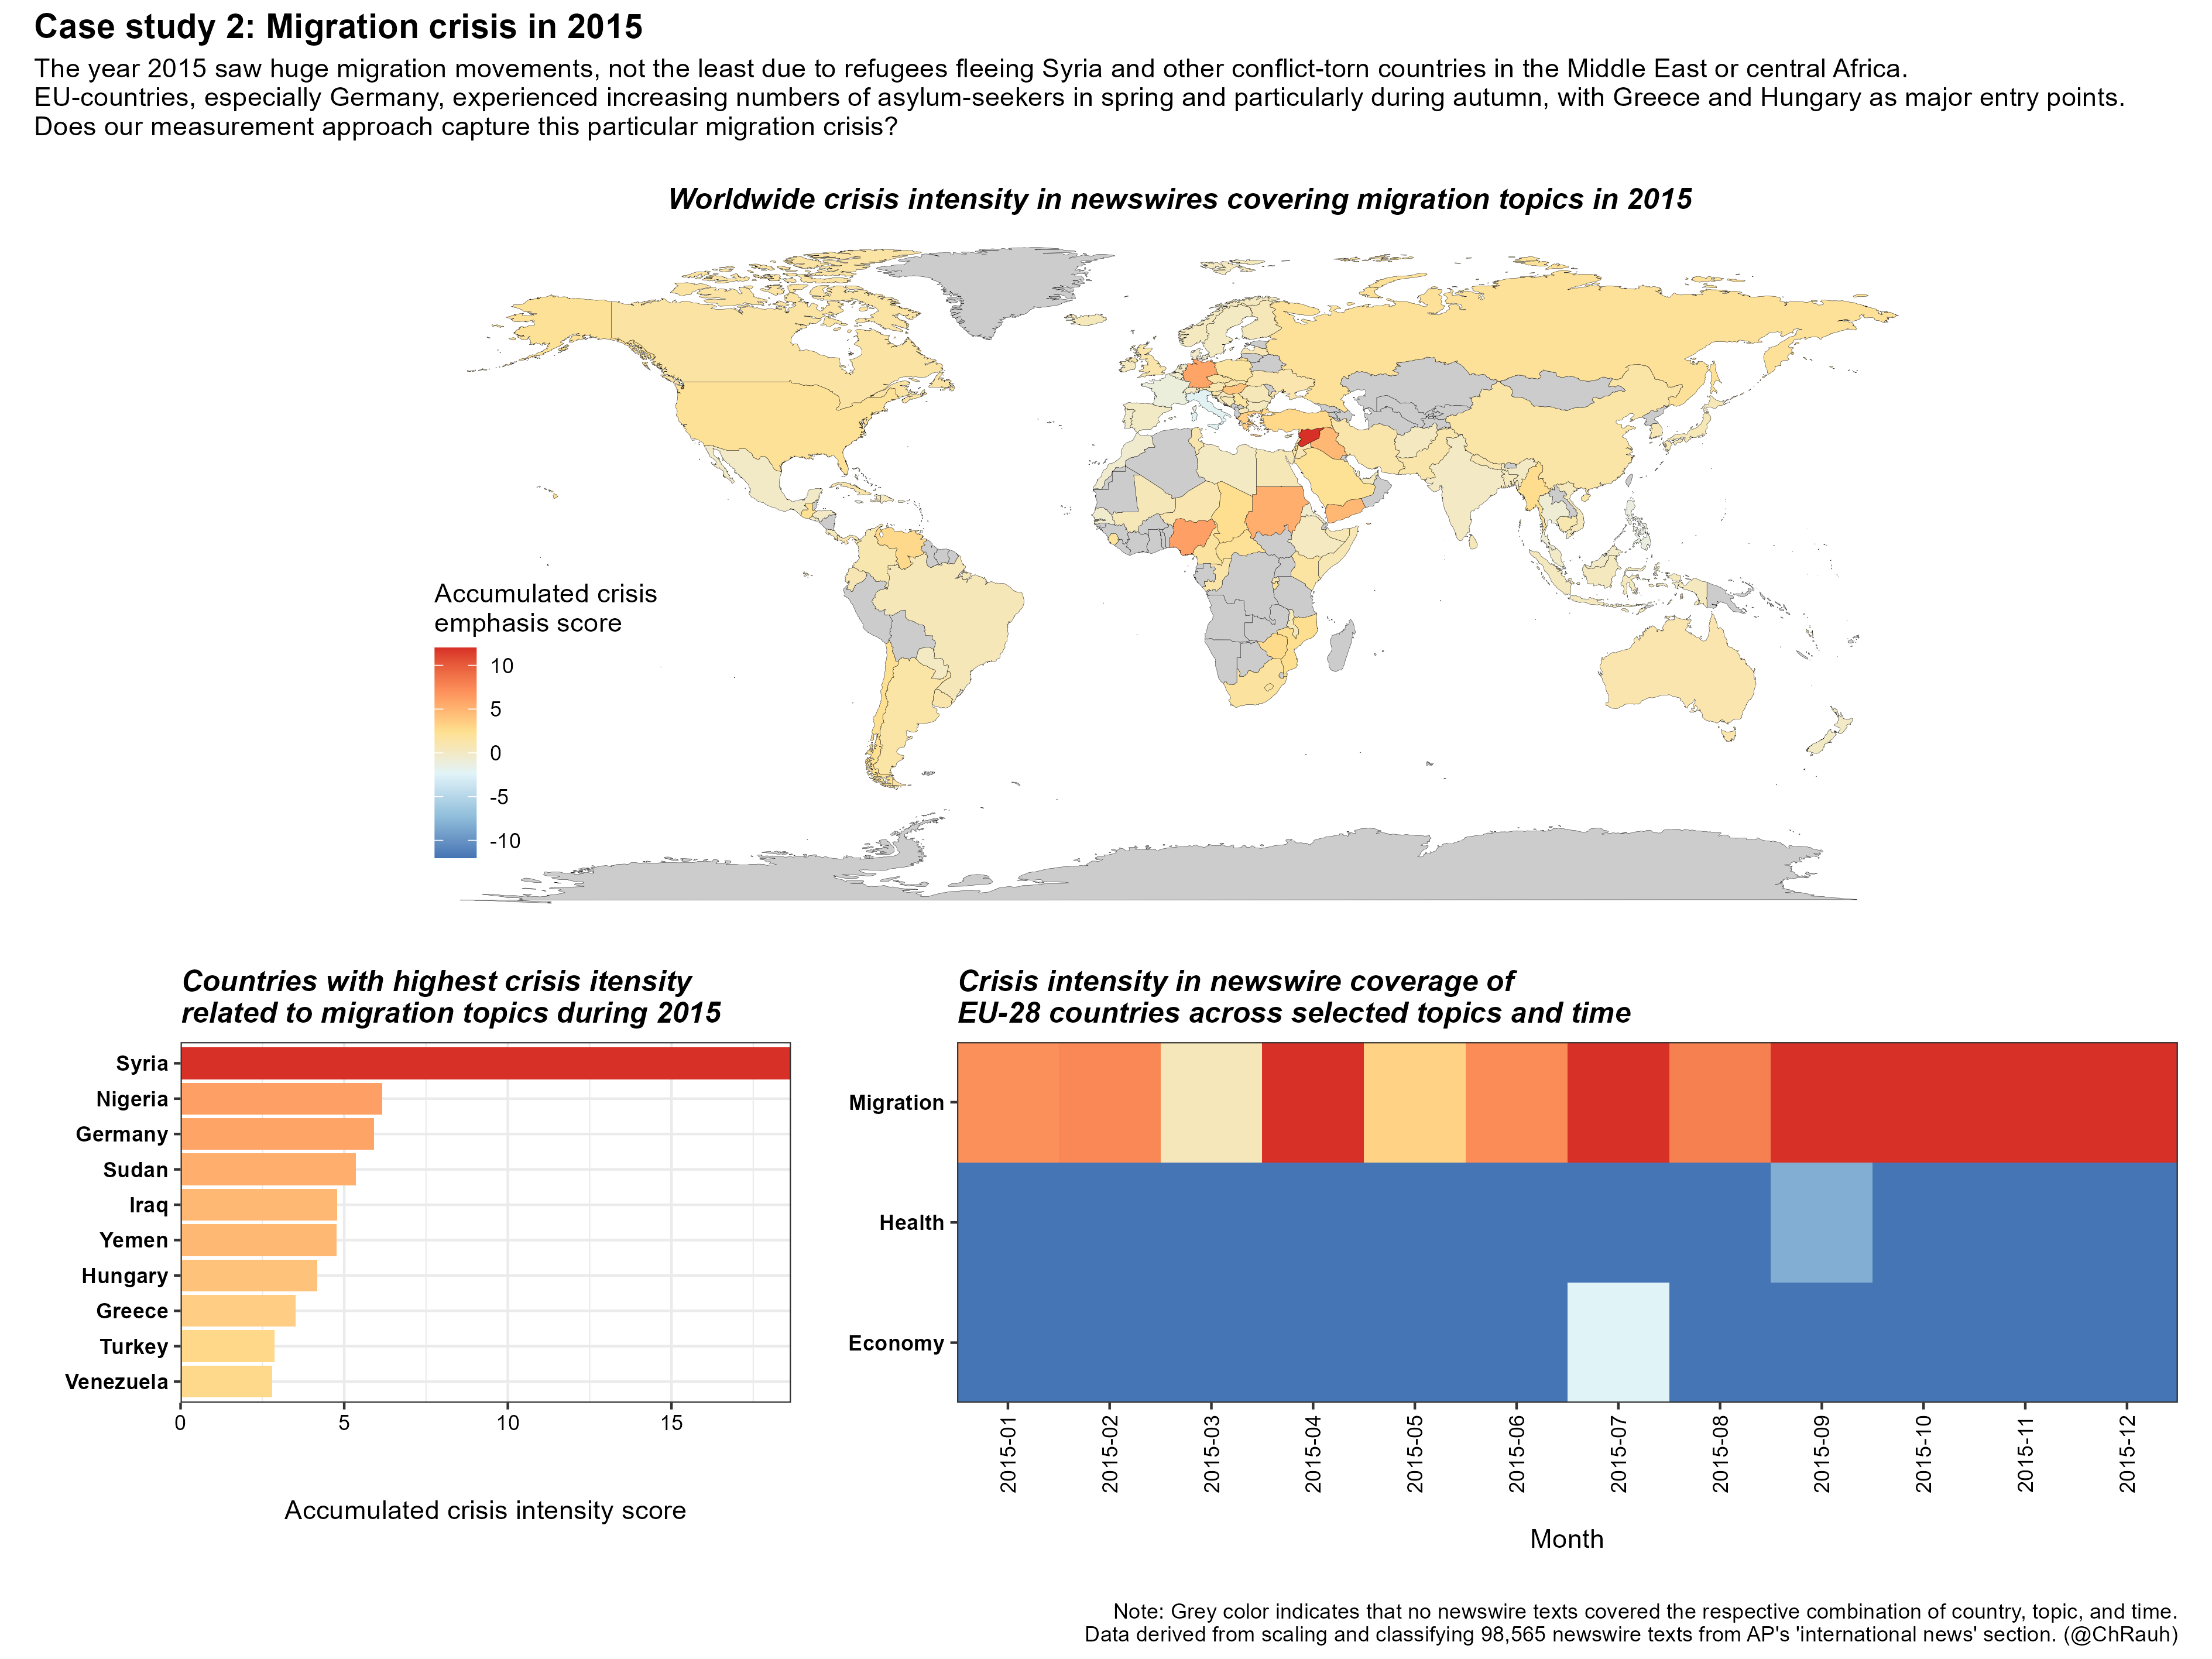 Case study 2: Migration crisis in 2015
The year 2015 saw huge migration movements, not the least due to refugees fleeing Syria and other conflict-torn countries in the Middle East or central Africa.
EU-countries, especially Germany, experienced increasing numbers of asylum-seekers in spring and particularly during autumn, with Greece and Hungary as major entry points.
Does our measurement approach capture this particular migration crisis?
Worldwide crisis intensity in newswires covering migration topics in 2015
Accumulated crisis
emphasis score
10
5
0
-5
-10
Countries with highest crisis itensity
related to migration topics during 2015
Syria
Nigeria
Germany
Sudan
Iraq
Yemen
Hungary
Greece
Turkey
Venezuela
0
5
10
15
Accumulated crisis intensity score
Crisis intensity in newswire coverage of
EU-28 countries across selected topics and time
Migration
Health
Economy
2015-01
2015-02
2015-03
2015-04
2015-05
2015-06
2015-07
2015-08
2015-09
2015-10
2015-11
2015-12
Month
Note: Grey color indicates that no newswire texts covered the respective combination of country, topic, and time.
Data derived from scaling and classifying 98,565 newswire texts from AP's 'international news' section. (@ChRauh)